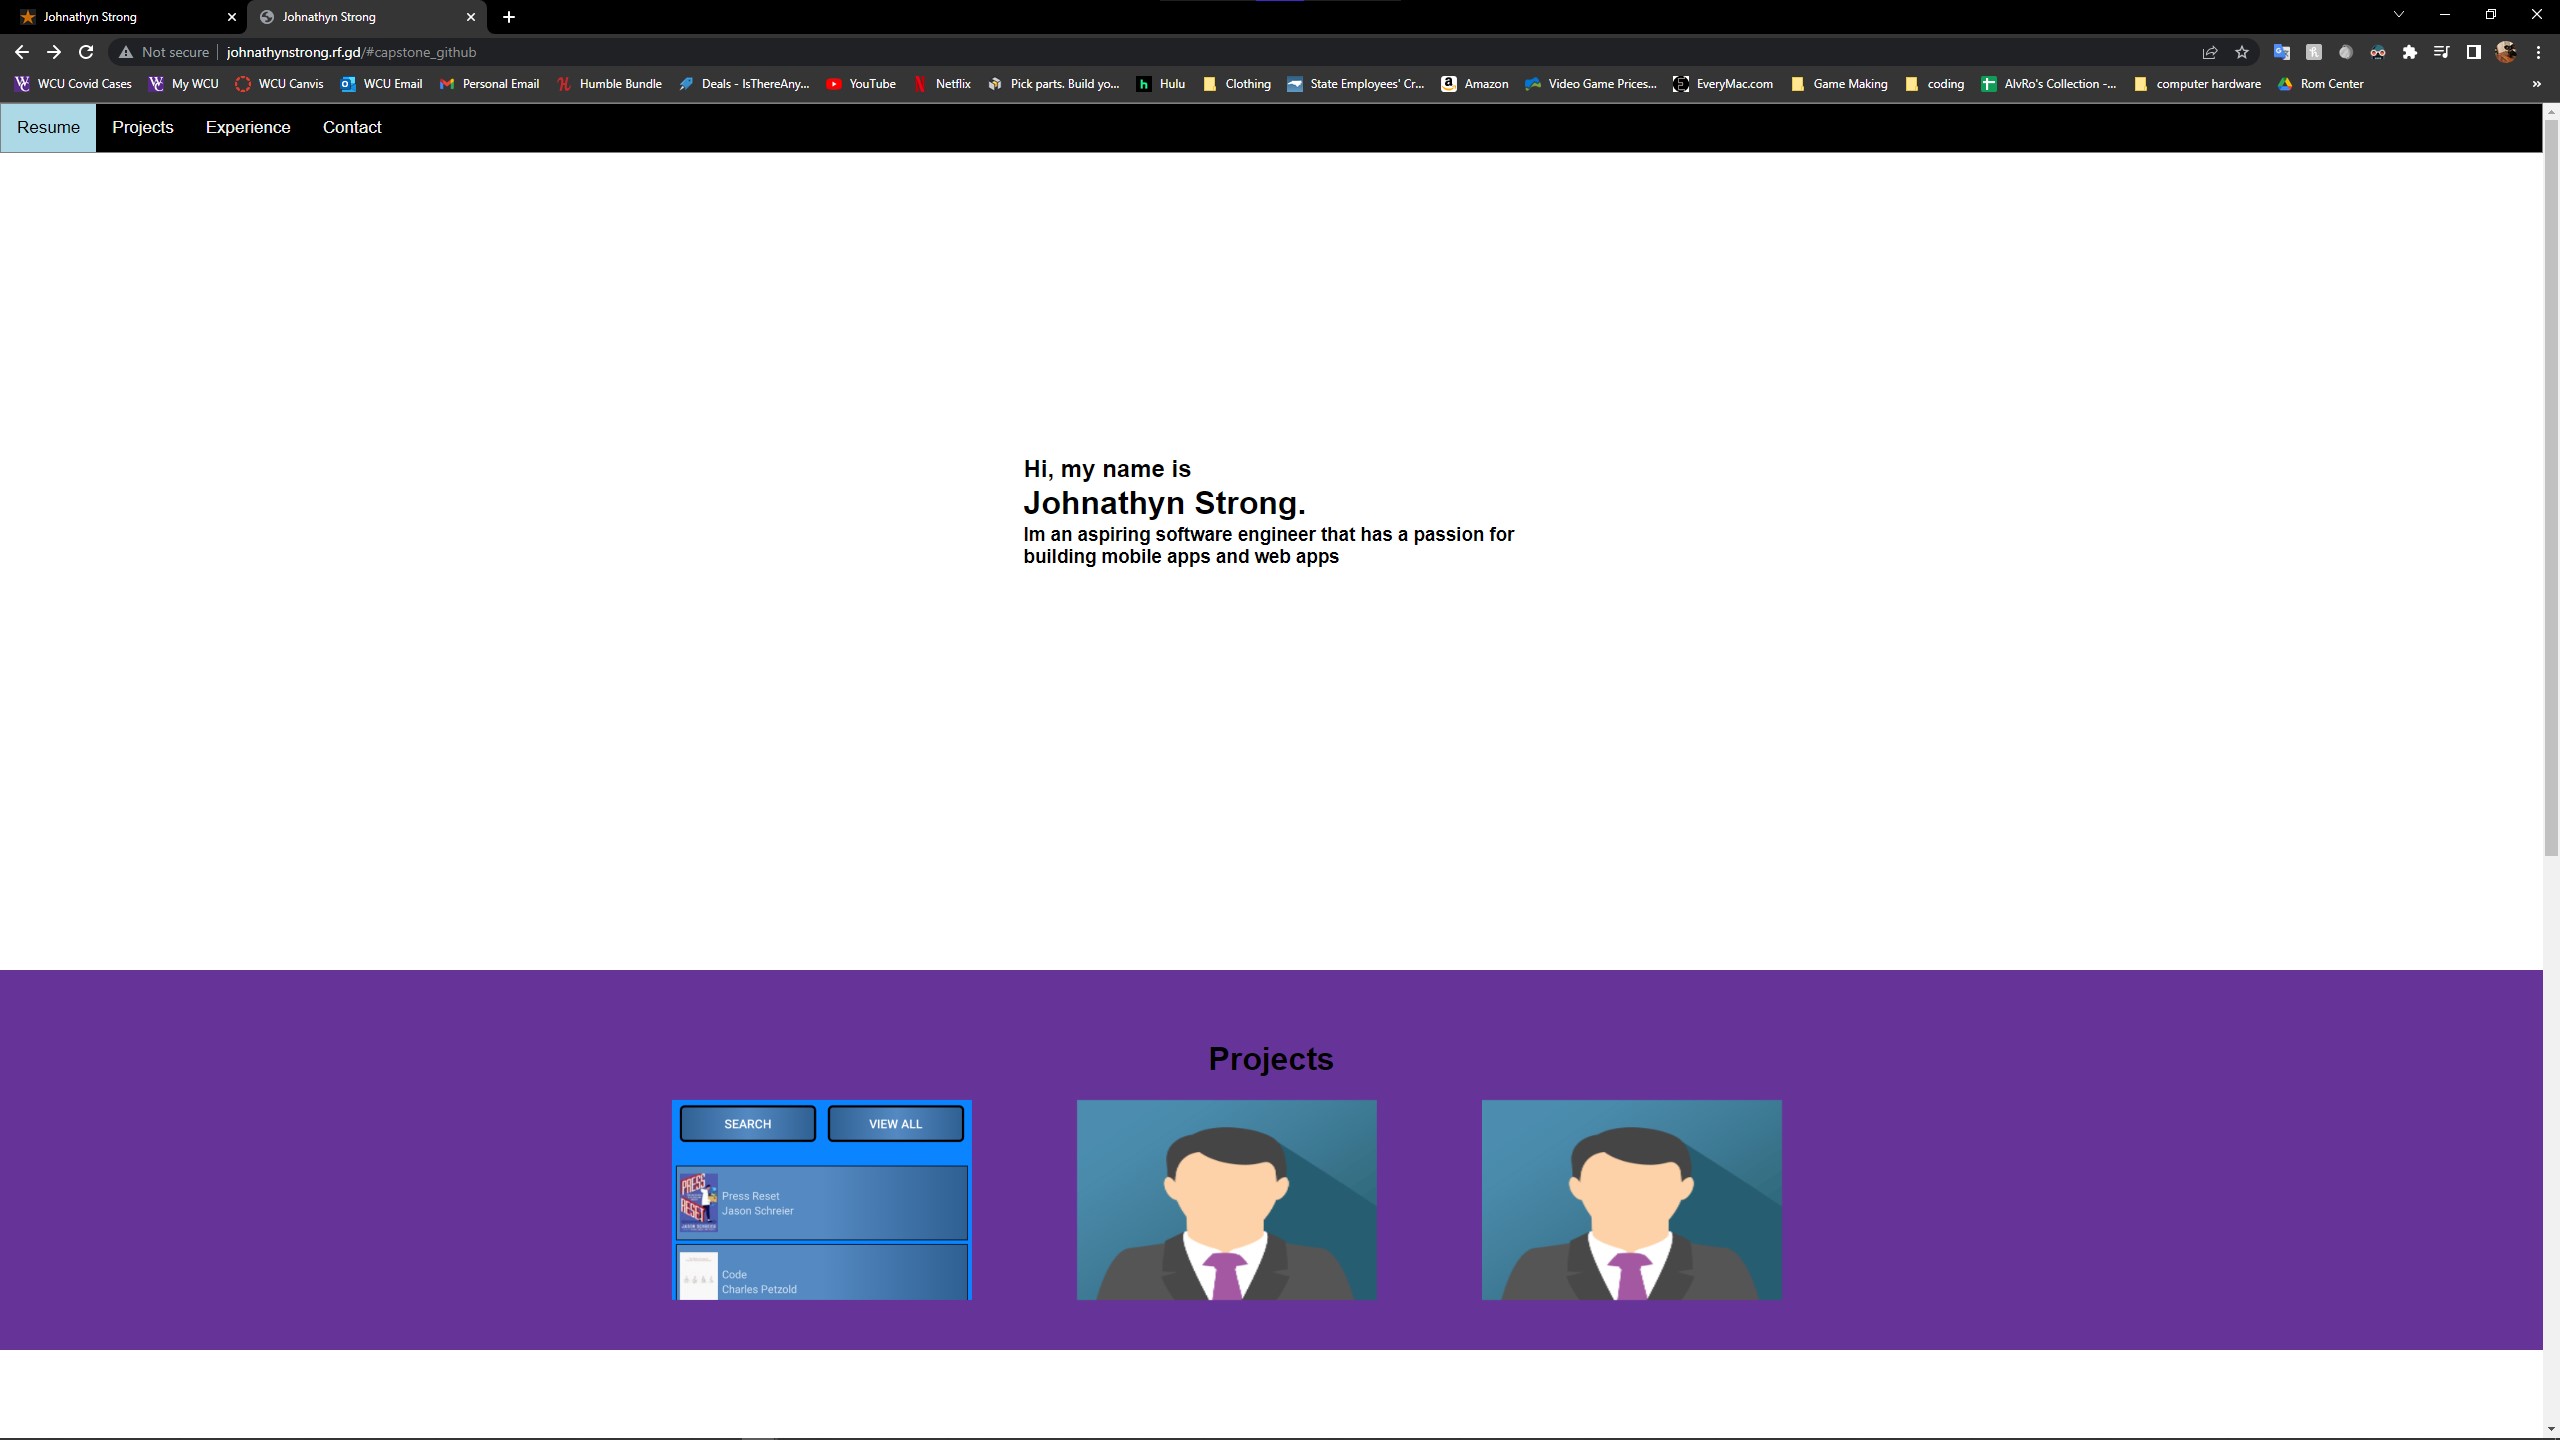 Johnathyn Strong
Johnathyn Strong
Not secure
johnathynstrong.rf.gd/#capstone_github
WCU Covid Cases
My WCU
WCU Canvis
WCU Email
Personal Email
Humble Bundle
Deals - IsThereAny...
YouTube
Netflix
Pick parts. Build yo...
Hulu
Clothing
State Employees' Cr...
Amazon
Video Game Prices...
EveryMac.com
Game Making
coding
AlvRo's Collection -...
computer hardware
Rom Center
Resume
Projects
Experience
Contact
Hi, my name is
Johnathyn Strong.
Im an aspiring software engineer that has a passion for
building mobile apps and web apps
Projects
SEARCH
VIEW ALL
PRESS
RESET
JASON SCHREIER
Press Reset
Jason Schreier
Code
Charles Petzold